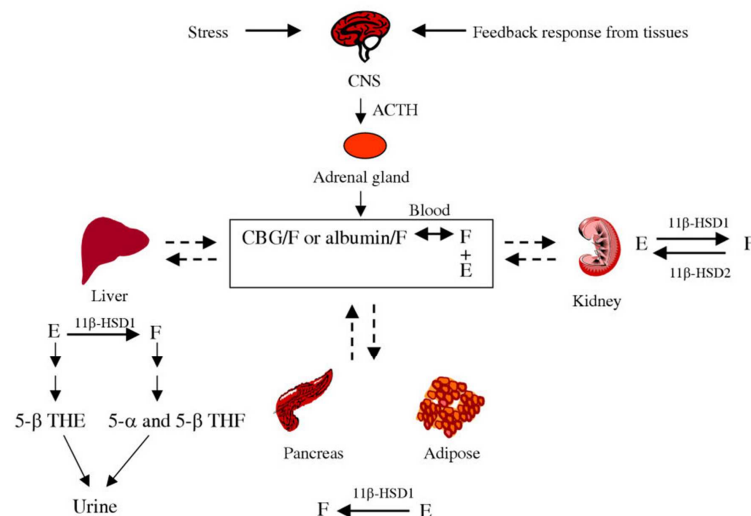 Stress
Feedback response from tissues
CNS
ACTH
Adrenal gland
Blood
CBG/F or albumin/F F
+
E
Liver
Kidney
E 11β-HSD1 F
11β-HSD2
E 11β-HSD1 F
5-β THE 5-α and 5-β THF
Urine
Pancreas
Adipose
F 11β-HSD1 E